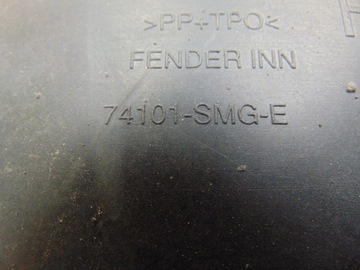 >PP+TPO<
FENDER INN
74101-SMG-E